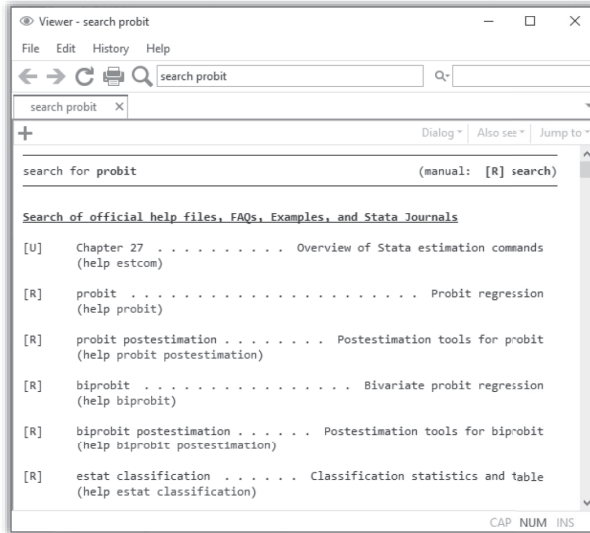 Viewer - search probit
File Edit History Help
search probit
search probit
Dialog Also see Jump to
search for probit (manual: [R] search)
Search of official help files, FAQs, Examples, and Stata Journals
[U] Chapter 27 . . . . . . . . . . Overview of Stata estimation commands
(help estcom)
[R] probit . . . . . . . . . . . . . . . . . . . . . . . Probit regression
(help probit)
[R] probit postestimation . . . . . . . . Postestimation tools for probit
(help probit postestimation)
[R] biprobit . . . . . . . . . . . . . . . . Bivariate probit regression
(help biprobit)
[R] biprobit postestimation . . . . . . Postestimation tools for biprobit
(help biprobit postestimation)
[R] estat classification . . . . . . Classification statistics and table
(help estat classification)
CAP NUM INS